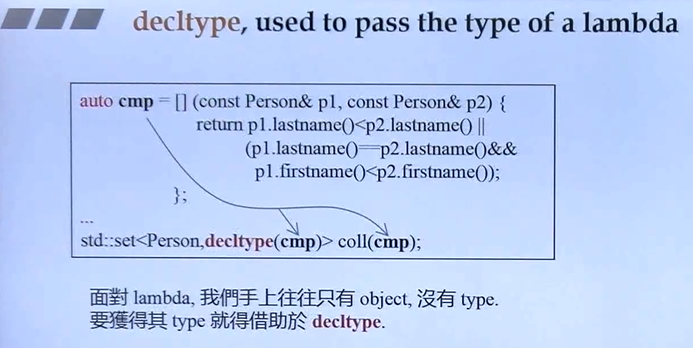 decltype, used to pass the type of a lambda
auto cmp = [] (const Person& p1, const Person& p2) {
return p1.lastname()<p2.lastname() ||
(p1.lastname()==p2.lastname()&&
p1.firstname()<p2.firstname());
};
...
std::set<Person,decltype(cmp)> coll(cmp);
面對 lambda, 我們手上往往只有 object, 沒有 type.
要獲得其 type 就得借助於 decltype.